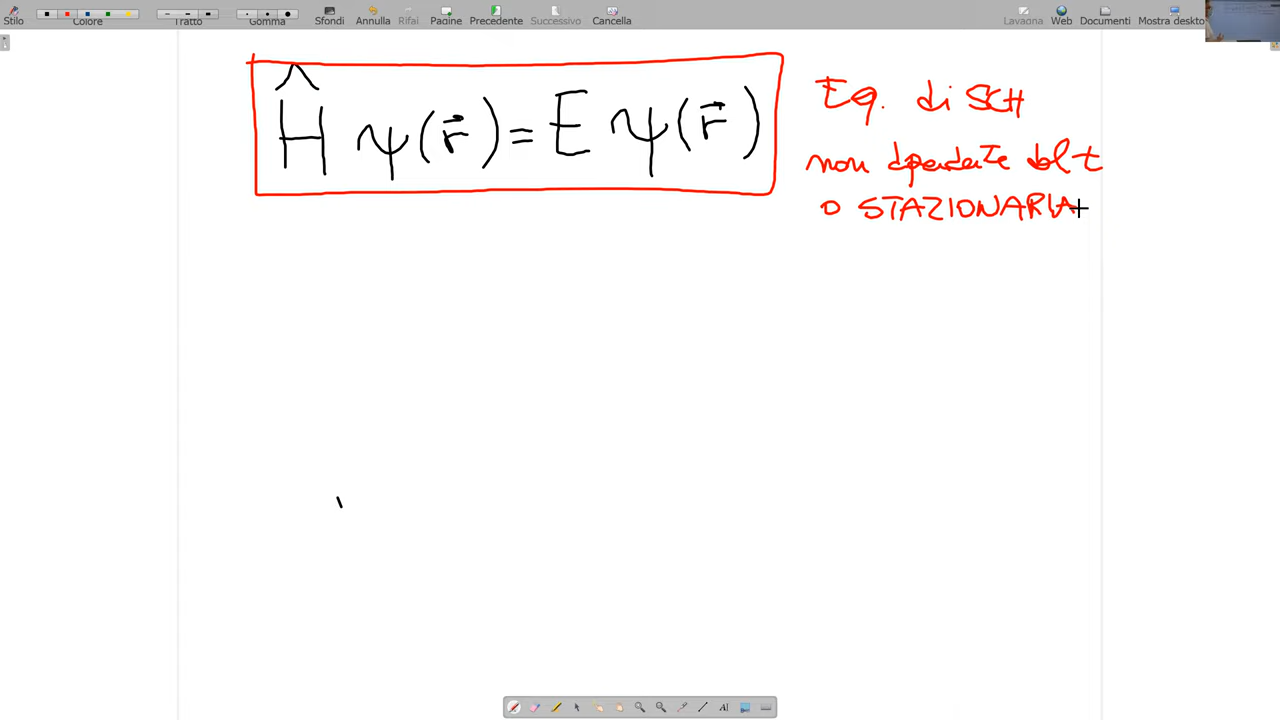 Stilo Colore Tratto Gomma Sfondi Annulla Rifai Pagine Precedente Successivo Cancella Lavagna Web Documenti Mostra deskto
Ĥ ψ(r⃗) = E ψ(r⃗)
Eq. di SCH
non dpendente dal t
o STAZIONARIA